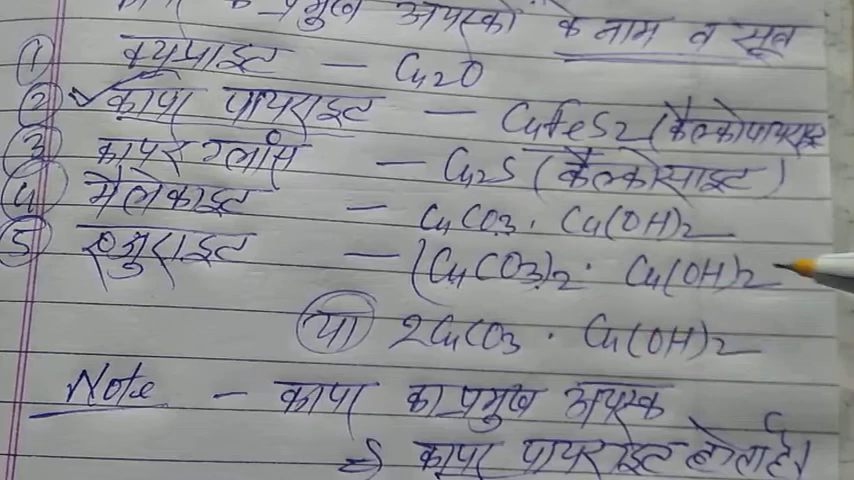 के प्रमुख अयस्कों के नाम व सूत्र
① क्यूप्राइट — Cu2O
② ✓कापर पायराइट — CuFeS2 (कैल्कोपायराइट
③ कापर ग्लांस — Cu2S (कैल्कोसाइट)
④ मैलेकाइट — CuCO3 · Cu(OH)2
⑤ एजुराइट — (CuCO3)2 · Cu(OH)2
(या) 2CuCO3 · Cu(OH)2
Note — कापर का प्रमुख अयस्क
⇒ कापर पायराइट होता है।